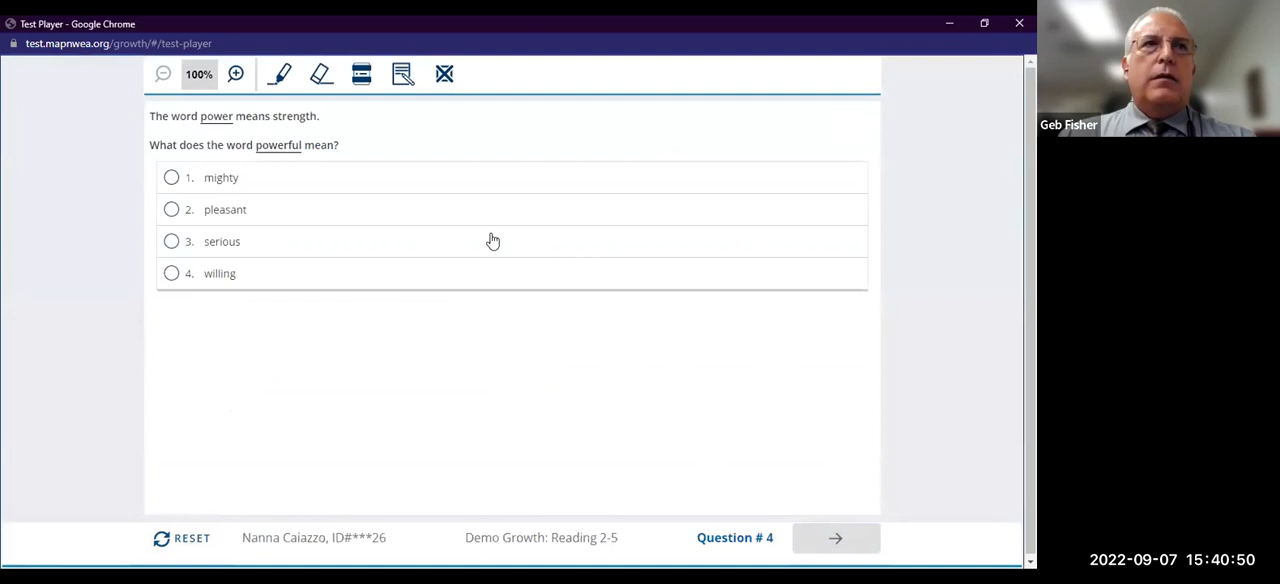 Test Player - Google Chrome
test.mapnwea.org/growth/#/test-player
100%
The word power means strength.
What does the word powerful mean?
1. mighty
2. pleasant
3. serious
4. willing
RESET
Nanna Caiazzo, ID#***26
Demo Growth: Reading 2-5
Question # 4
Geb Fisher
2022-09-07 15:40:50